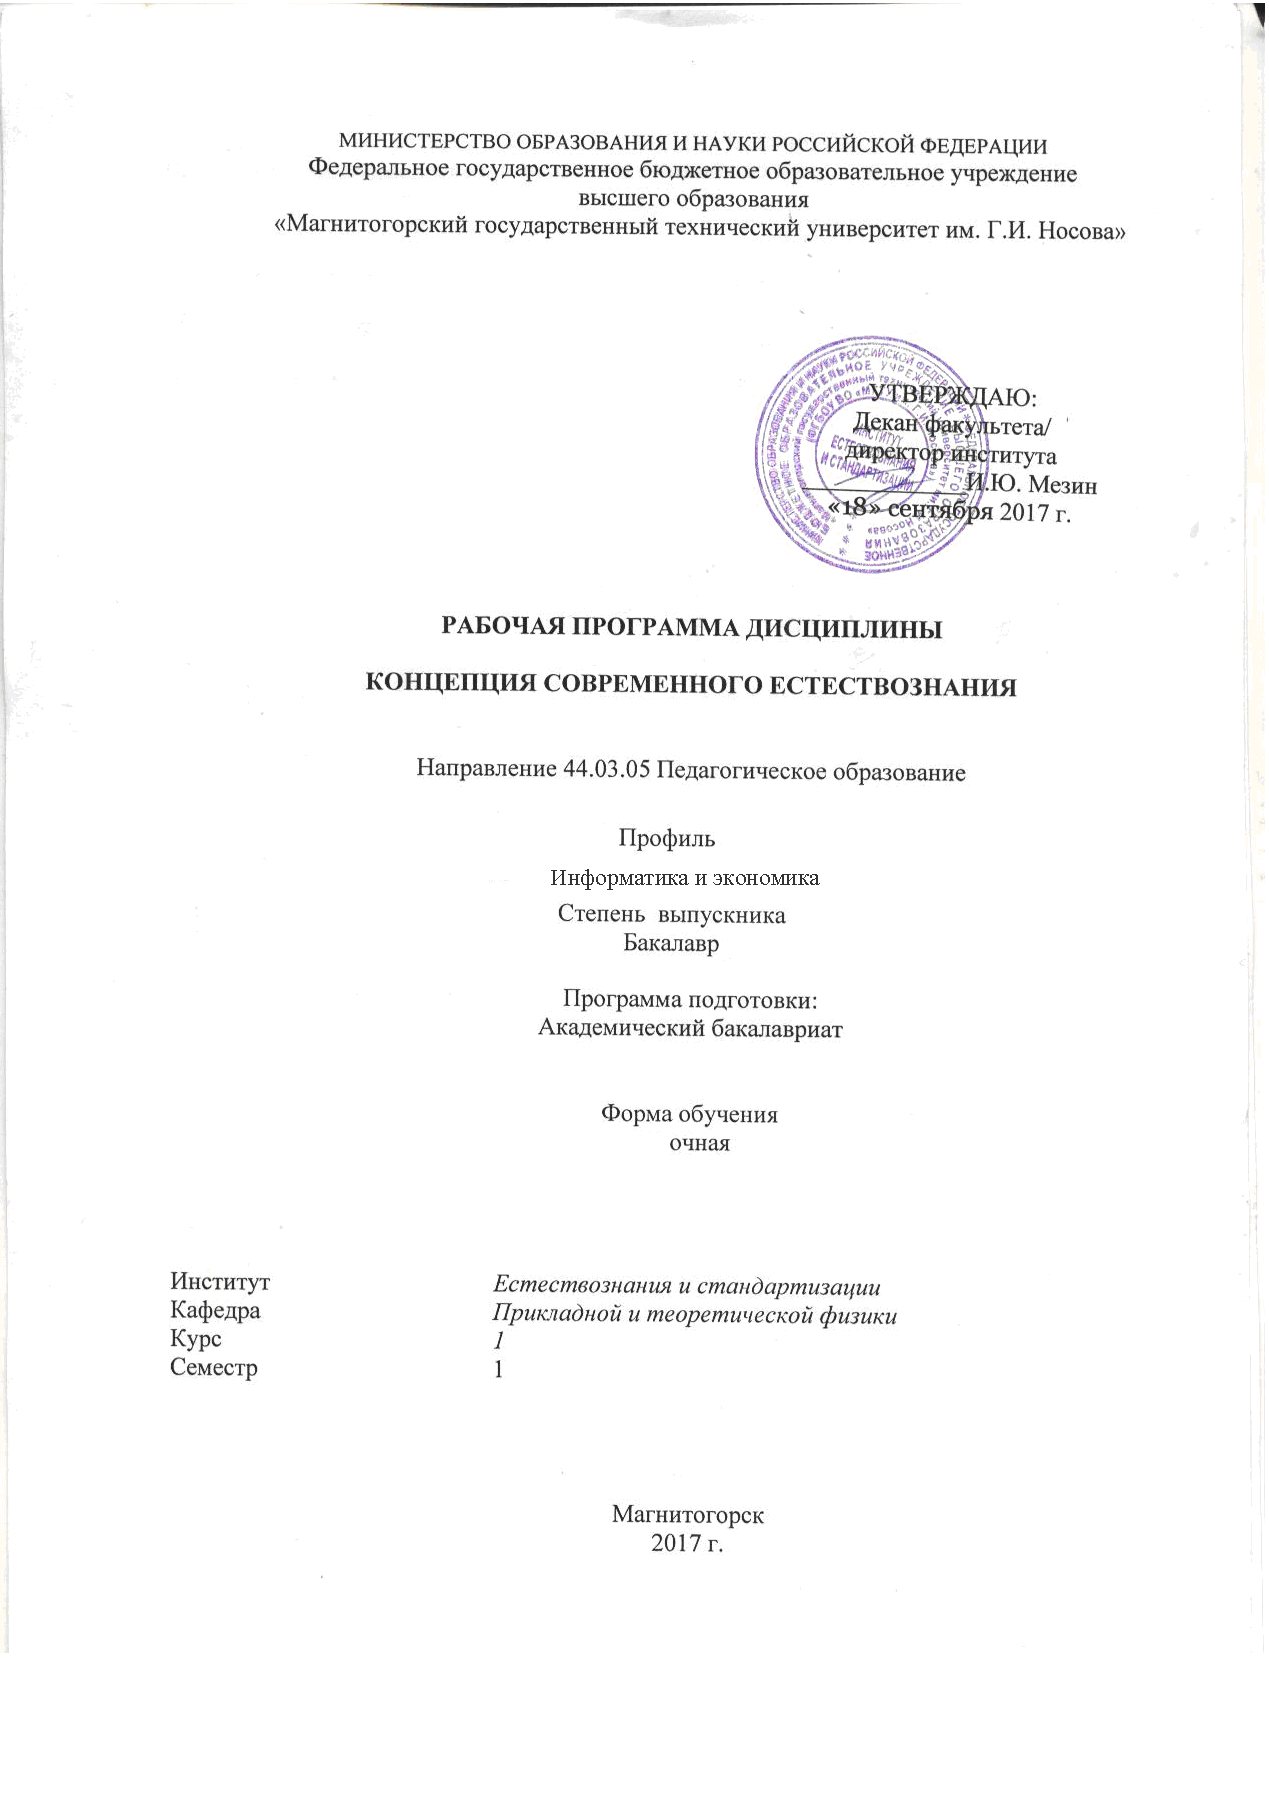 МИНИСТЕРСТВО ОБРАЗОВАНИЯ И НАУКИ РОССИЙСКОЙ ФЕДЕРАЦИИ
Федеральное государственное бюджетное образовательное учреждение
высшего образования
«Магнитогорский государственный технический университет им. Г.И. Носова»
УТВЕРЖДАЮ:
Декан факультета/
директор института
И.Ю. Мезин
«18» сентября 2017 г.
ИНСТИТУТ
ЕСТЕСТВОЗНАНИЯ
И СТАНДАРТИЗАЦИИ
РАБОЧАЯ ПРОГРАММА ДИСЦИПЛИНЫ
КОНЦЕПЦИЯ СОВРЕМЕННОГО ЕСТЕСТВОЗНАНИЯ
Направление 44.03.05 Педагогическое образование
Профиль
Информатика и экономика
Степень выпускника
Бакалавр
Программа подготовки:
Академический бакалавриат
Форма обучения
очная
Институт Естествознания и стандартизации
Кафедра Прикладной и теоретической физики
Курс 1
Семестр 1
Магнитогорск
2017 г.